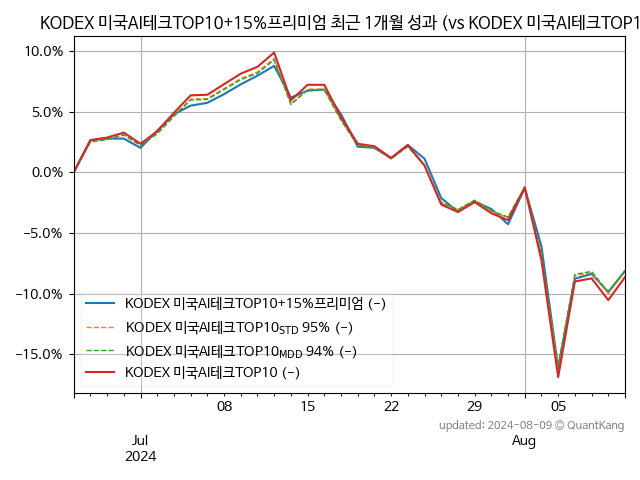 KODEX 미국AI테크TOP10+15%프리미엄 최근 1개월 성과 (vs KODEX 미국AI테크TOP1
10.0%
5.0%
0.0%
−5.0%
−10.0%
−15.0%
KODEX 미국AI테크TOP10+15%프리미엄 (−)
KODEX 미국AI테크TOP10STD 95% (−)
KODEX 미국AI테크TOP10MDD 94% (−)
KODEX 미국AI테크TOP10 (−)
08 15 22 29 05
updated: 2024-08-09 © QuantKang
Jul Aug
2024